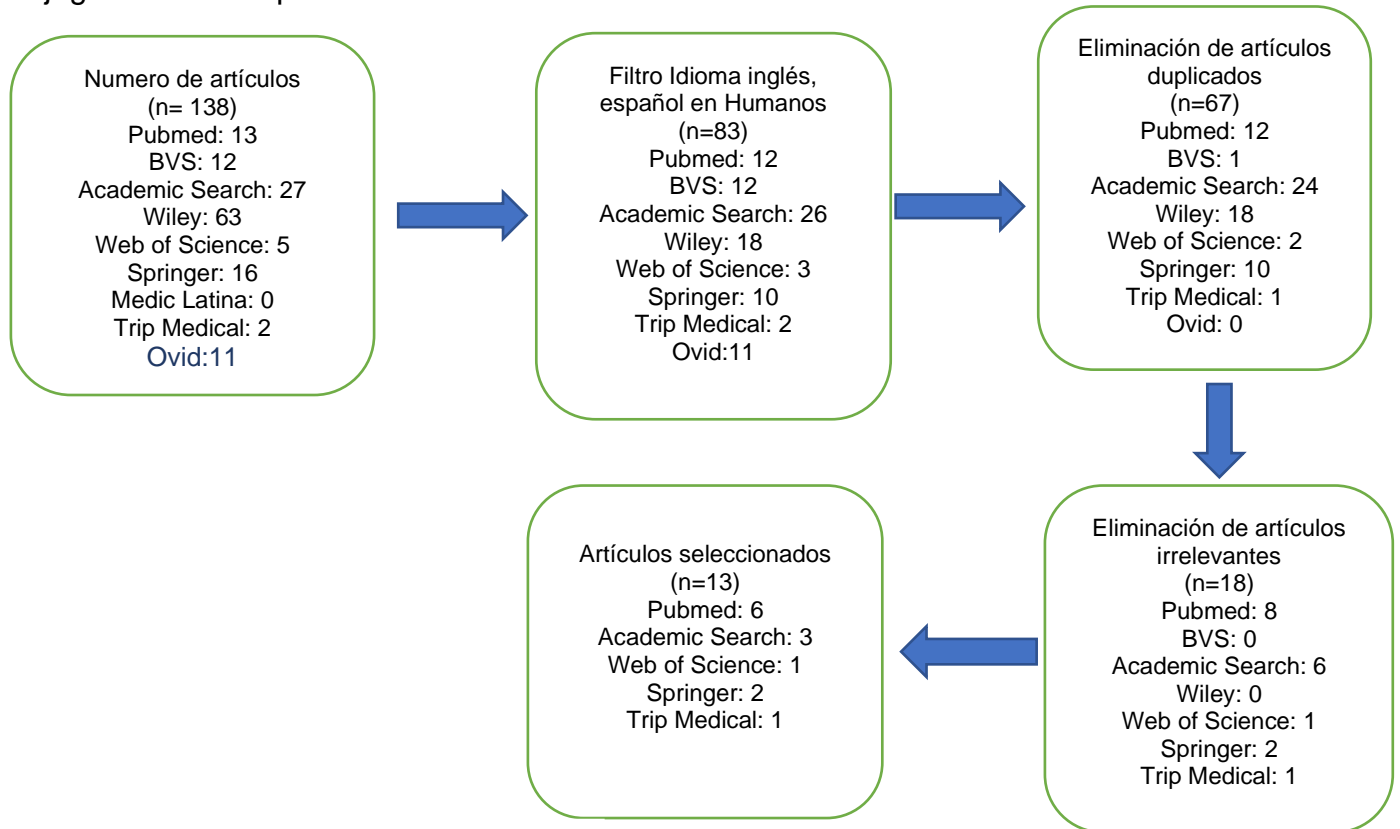 Numero de artículos
(n= 138)
Pubmed: 13
BVS: 12
Academic Search: 27
Wiley: 63
Web of Science: 5
Springer: 16
Medic Latina: 0
Trip Medical: 2
Ovid:11
Filtro Idioma inglés,
español en Humanos
(n=83)
Pubmed: 12
BVS: 12
Academic Search: 26
Wiley: 18
Web of Science: 3
Springer: 10
Trip Medical: 2
Ovid:11
Eliminación de artículos
duplicados
(n=67)
Pubmed: 12
BVS: 1
Academic Search: 24
Wiley: 18
Web of Science: 2
Springer: 10
Trip Medical: 1
Ovid: 0
Eliminación de artículos
irrelevantes
(n=18)
Pubmed: 8
BVS: 0
Academic Search: 6
Wiley: 0
Web of Science: 1
Springer: 2
Trip Medical: 1
Artículos seleccionados
(n=13)
Pubmed: 6
Academic Search: 3
Web of Science: 1
Springer: 2
Trip Medical: 1